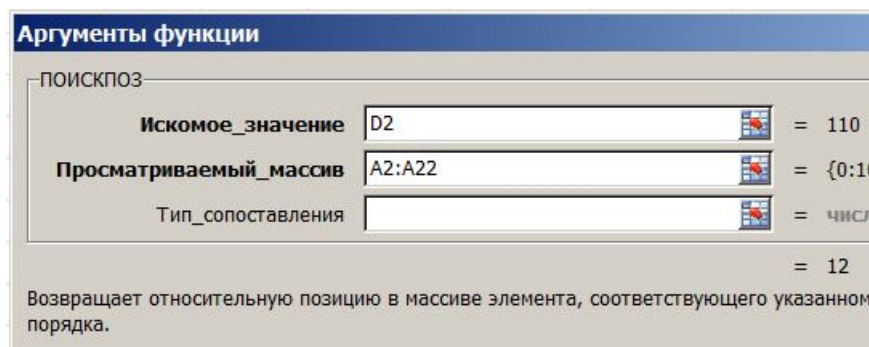 Аргументы функции
ПОИСКПОЗ
Искомое_значение D2 = 110
Просматриваемый_массив A2:A22 = {0:10
Тип_сопоставления = числ
= 12
Возвращает относительную позицию в массиве элемента, соответствующего указанном
порядка.